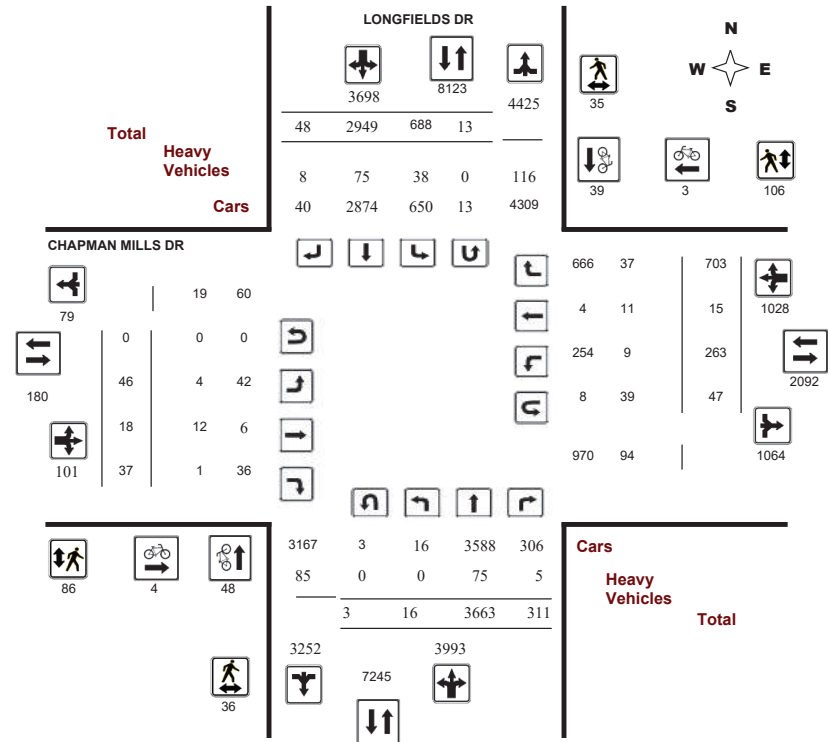 LONGFIELDS DR
N
W E
S
3698
8123
4425
35
Total
Heavy
Vehicles
Cars
48 2949 688 13
8 75 38 0 116
40 2874 650 13 4309
39 3 106
CHAPMAN MILLS DR
79
19 60
0 0 0
180
46 4 42
18 12 6
101
37 1 36
666 37 703
1028
4 11 15
254 9 263
2092
8 39 47
970 94
1064
86 4 48
36
3167 3 16 3588 306
85 0 0 75 5
3 16 3663 311
3252 3993
7245
Cars
Heavy
Vehicles
Total